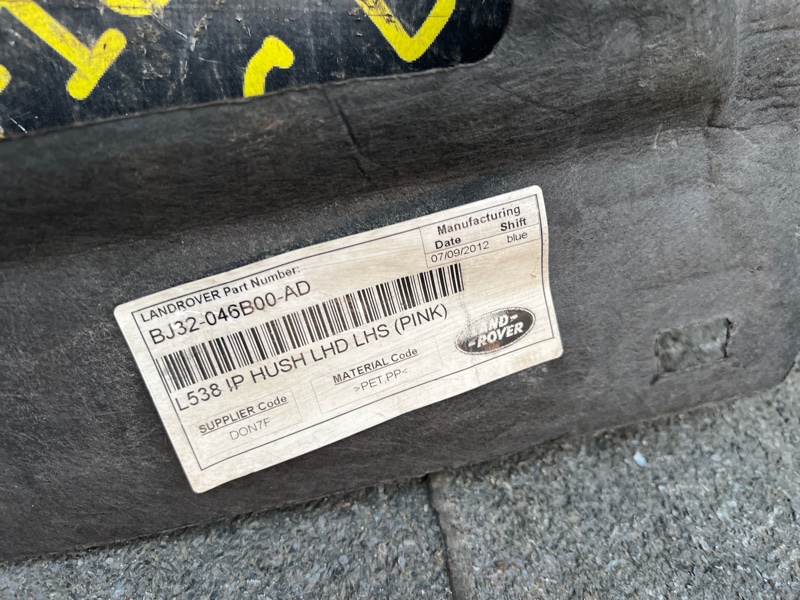 LANDROVER Part Number:
BJ32-046B00-AD
Manufacturing
Date Shift
07/09/2012 blue
L538 IP HUSH LHD LHS (PINK)
LAND
ROVER
SUPPLIER Code
DON7F
MATERIAL Code
>PET,PP<